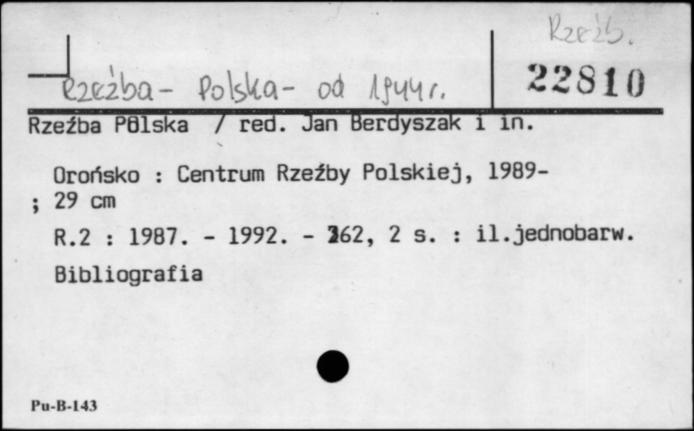 Rzeźb.
22810
Rzeźba - Polska - od 1944 r.
Rzeźba Polska / red. Jan Berdyszak i in.
Orońsko : Centrum Rzeźby Polskiej, 1989-
; 29 cm
R.2 : 1987. - 1992. - 262, 2 s. : il.jednobarw.
Bibliografia
Pu-B-143